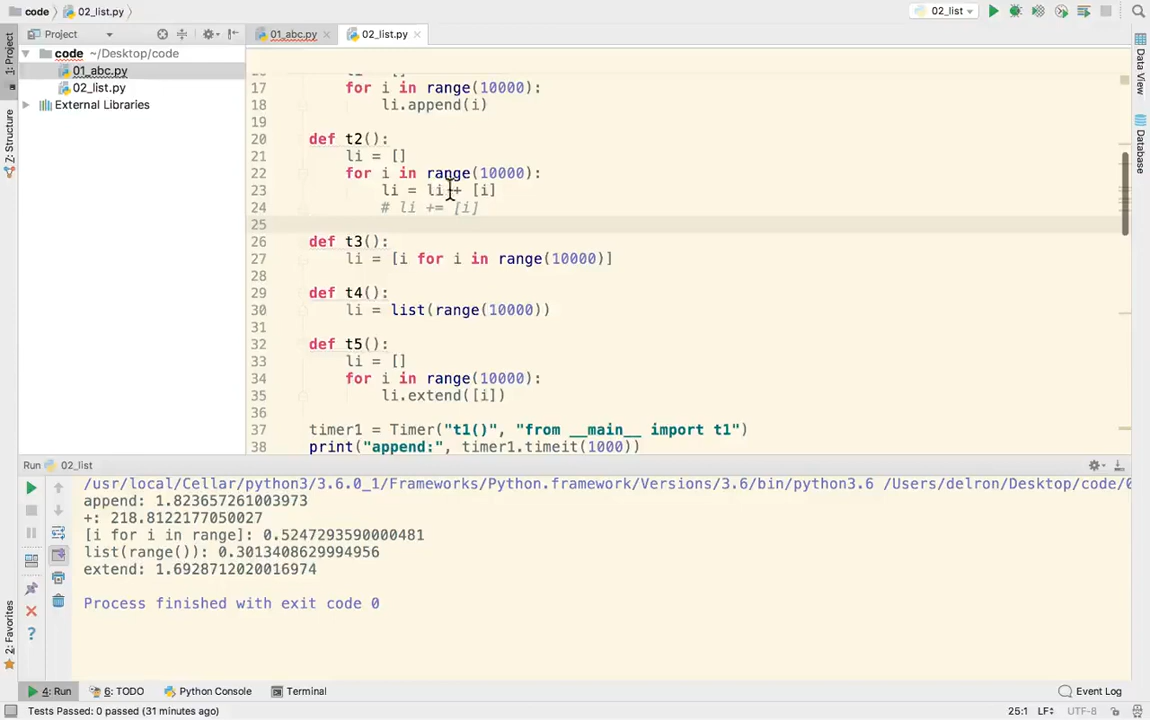 code 02_list.py 02_list
1: Project
Project 01_abc.py 02_list.py
code ~/Desktop/code
01_abc.py
02_list.py
External Libraries
Z: Structure
2: Favorites
17 for i in range(10000):
18 li.append(i)
19
20 def t2():
21 li = []
22 for i in range(10000):
23 li = li + [i]
24 # li += [i]
25
26 def t3():
27 li = [i for i in range(10000)]
28
29 def t4():
30 li = list(range(10000))
31
32 def t5():
33 li = []
34 for i in range(10000):
35 li.extend([i])
36
37 timer1 = Timer("t1()", "from __main__ import t1")
38 print("append:", timer1.timeit(1000))
Data View
Database
Run 02_list
/usr/local/Cellar/python3/3.6.0_1/Frameworks/Python.framework/Versions/3.6/bin/python3.6 /Users/delron/Desktop/code/0
append: 1.823657261003973
+: 218.8122177050027
[i for i in range]: 0.5247293590000481
list(range()): 0.3013408629994956
extend: 1.6928712020016974
Process finished with exit code 0
4: Run 6: TODO Python Console Terminal Event Log
Tests Passed: 0 passed (31 minutes ago) 25:1 LF÷ UTF-8